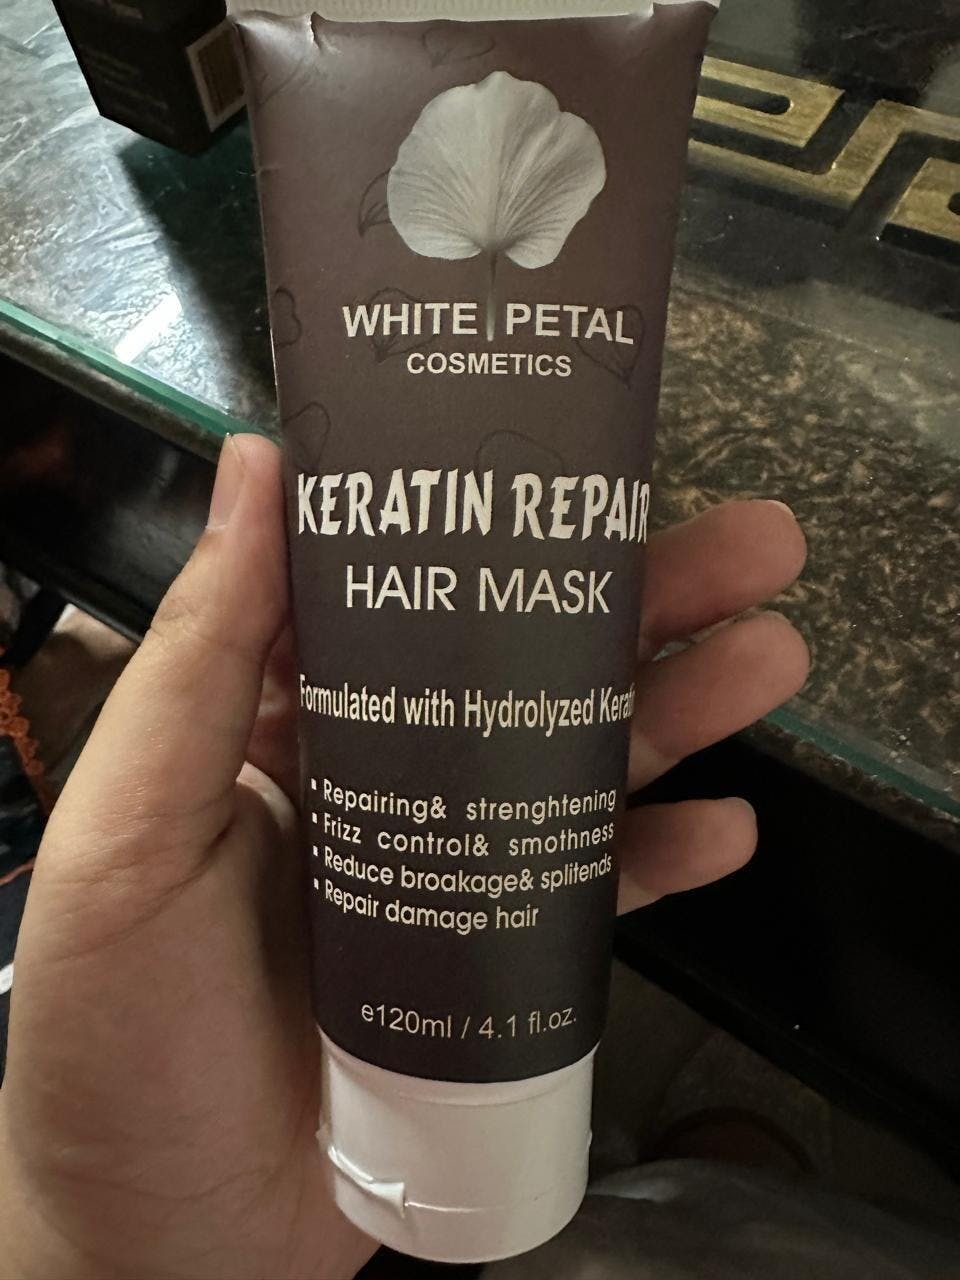 WHITE PETAL
COSMETICS
KERATIN REPAIR
HAIR MASK
Formulated with Hydrolyzed Kerati
▪ Repairing& strenghtening
▪ Frizz control& smothness
▪ Reduce broakage& splitends
▪ Repair damage hair
e120ml / 4.1 fl.oz.